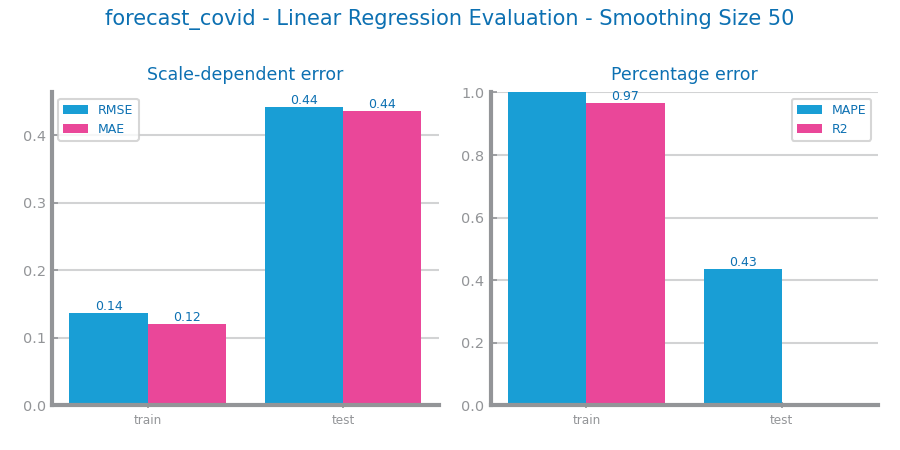 forecast_covid - Linear Regression Evaluation - Smoothing Size 50
Scale-dependent error
RMSE
MAE
0.4
0.3
0.2
0.1
0.0
0.14
0.12
0.44
0.44
train
test
Percentage error
MAPE
R2
1.0
0.8
0.6
0.4
0.2
0.0
0.97
0.43
train
test